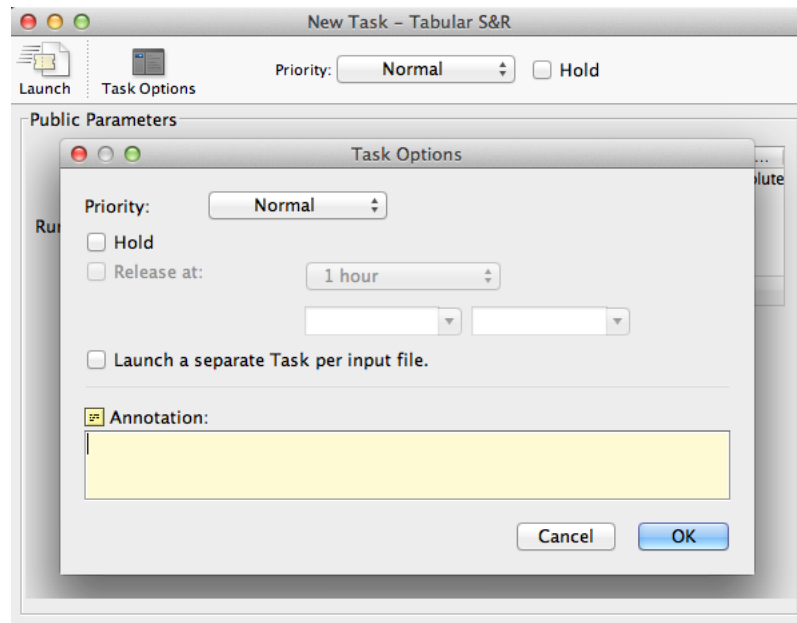 New Task – Tabular S&R
Priority: Normal Hold
Launch Task Options
Public Parameters
Task Options
...
Priority: Normal
Hold
Release at: 1 hour
Launch a separate Task per input file.
Annotation:
Cancel OK